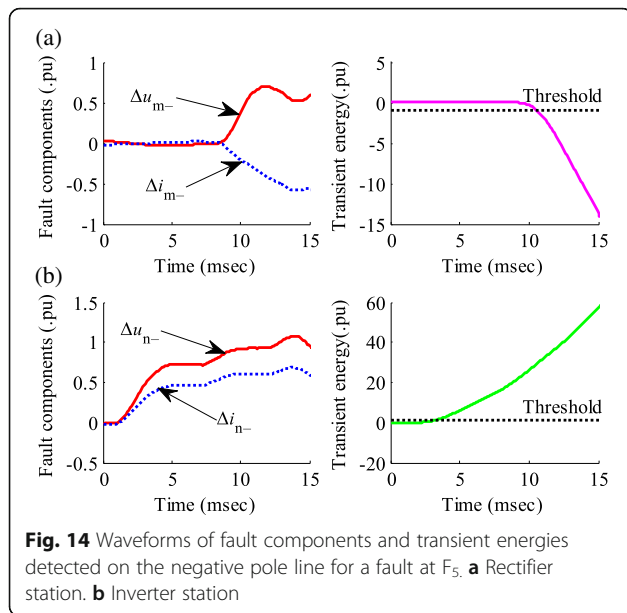 (a)
Fault components (.pu)
1
0.5
0
-0.5
-1
Δu m–
Δi m–
0 5 10 15
Time (msec)
Transient energy(.pu)
5
0
-5
-10
-15
Threshold
0 5 10 15
Time (msec)
(b)
Fault components (.pu)
1.5
1
0.5
0
-0.5
Δu n–
Δi n–
0 5 10 15
Time (msec)
Transient energy(.pu)
60
40
20
0
-20
Threshold
0 5 10 15
Time (msec)
Fig. 14 Waveforms of fault components and transient energies
detected on the negative pole line for a fault at F5. a Rectifier
station. b Inverter station